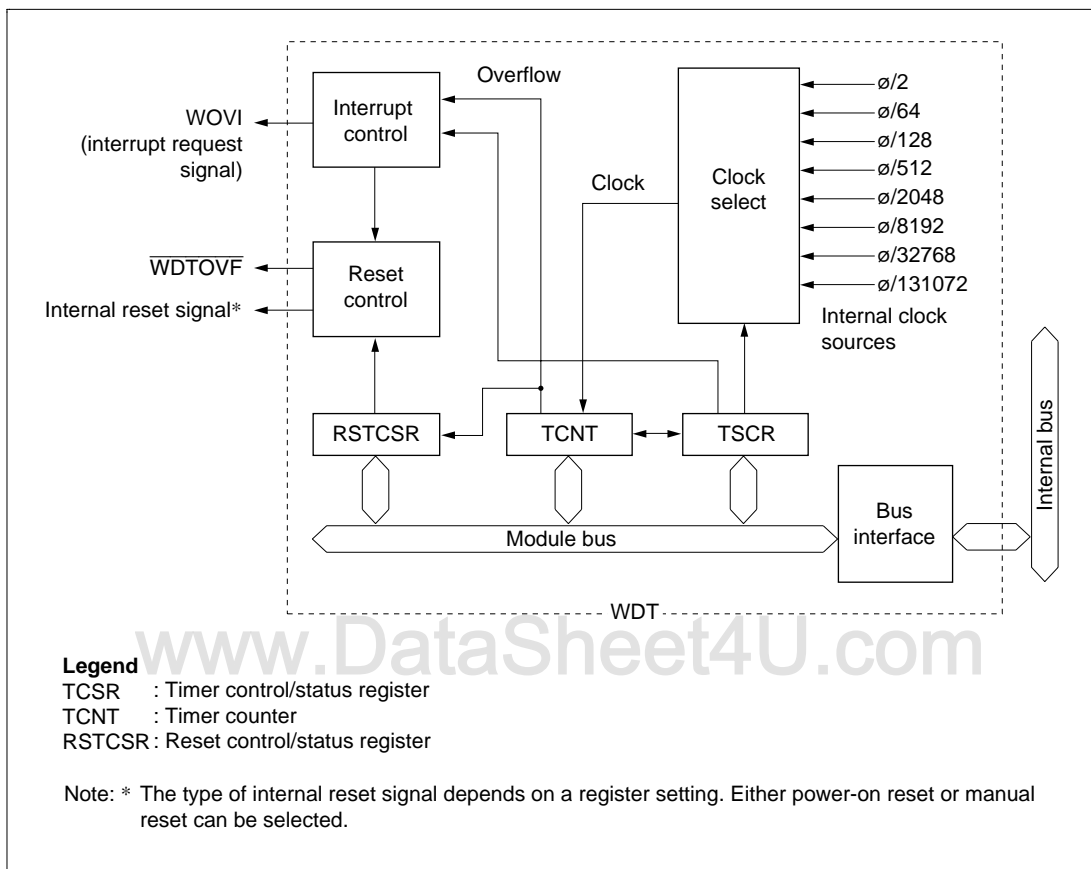 Overflow
Interrupt
control
WOVI
(interrupt request
signal)
Reset
control
WDTOVF
Internal reset signal*
Clock
Clock
select
ø/2
ø/64
ø/128
ø/512
ø/2048
ø/8192
ø/32768
ø/131072
Internal clock
sources
RSTCSR
TCNT
TSCR
Module bus
Bus
interface
Internal bus
WDT
www.DataSheet4U.com
Legend
TCSR : Timer control/status register
TCNT : Timer counter
RSTCSR : Reset control/status register
Note: * The type of internal reset signal depends on a register setting. Either power-on reset or manual
reset can be selected.